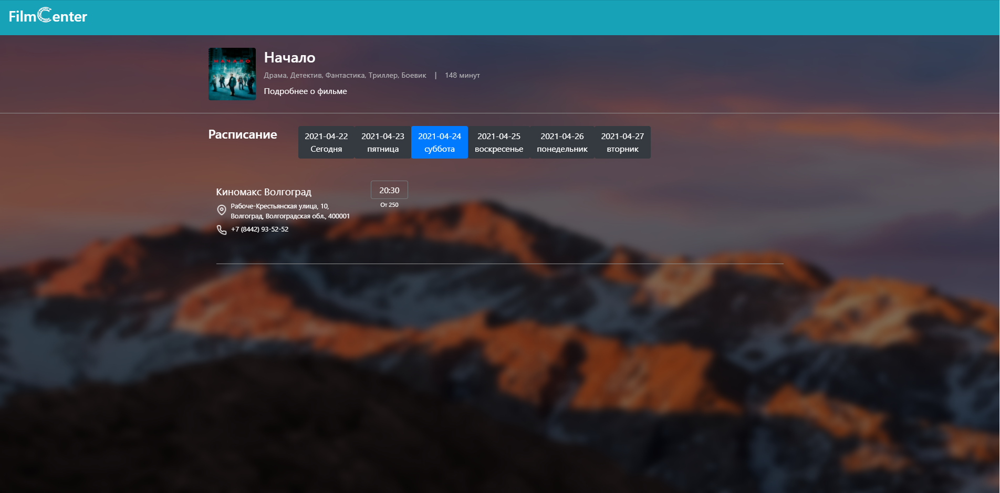 FilmCenter
НАЧАЛО
Начало
Драма, Детектив, Фантастика, Триллер, Боевик | 148 минут
Подробнее о фильме
Расписание
2021-04-22
Сегодня
2021-04-23
пятница
2021-04-24
суббота
2021-04-25
воскресенье
2021-04-26
понедельник
2021-04-27
вторник
Киномакс Волгоград
Рабоче-Крестьянская улица, 10,
Волгоград, Волгоградская обл., 400001
+7 (8442) 93-52-52
20:30
От 250